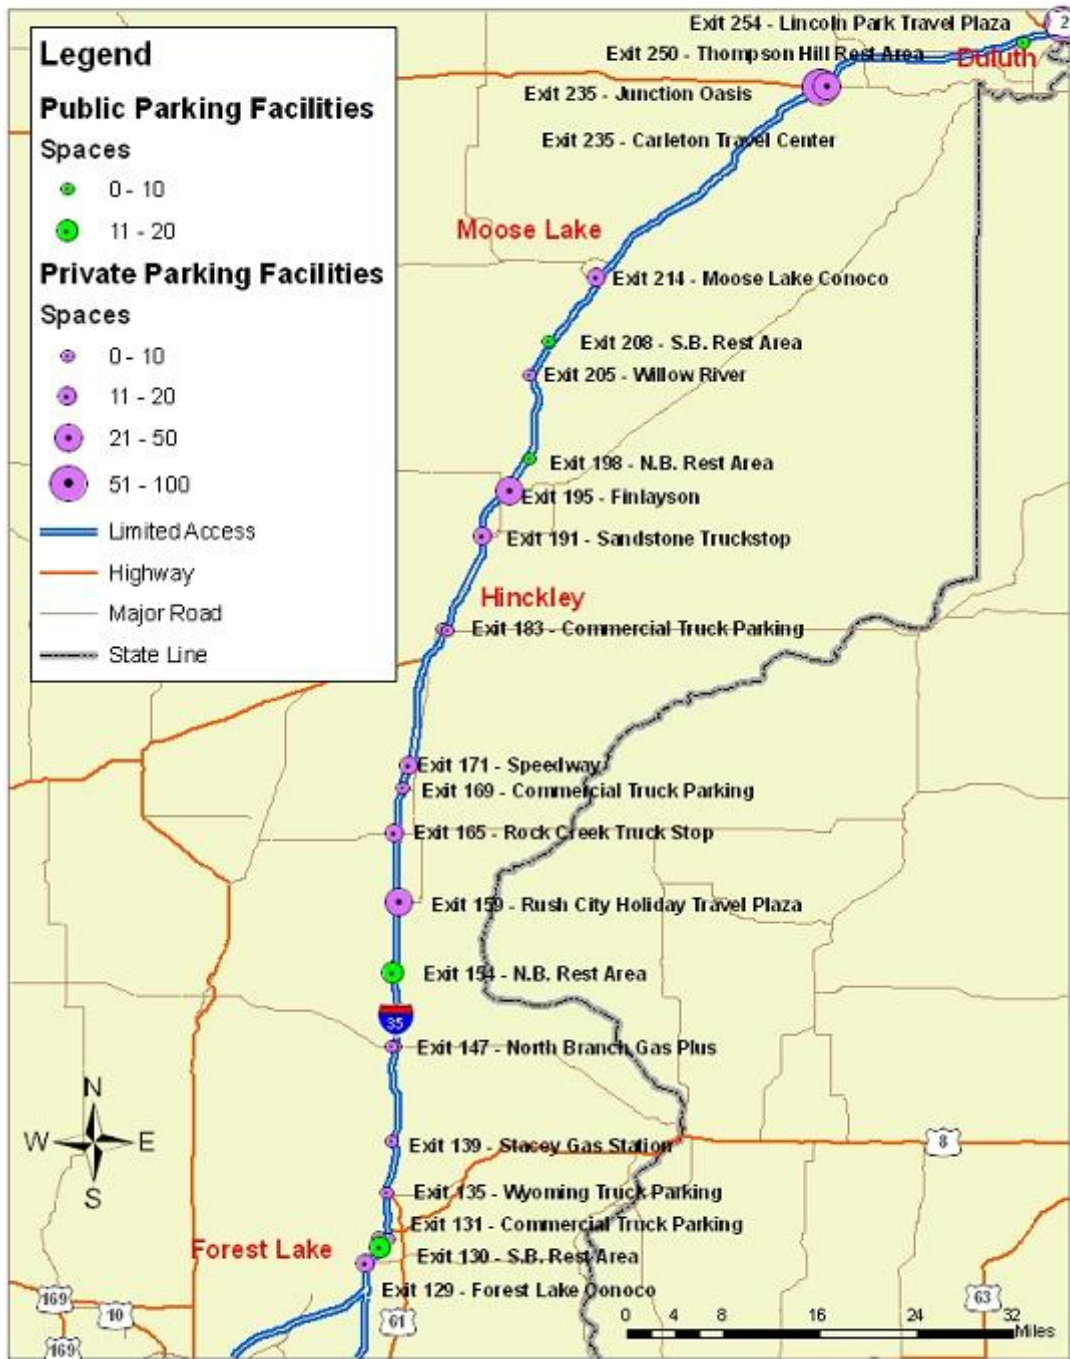 Legend
Public Parking Facilities
Spaces
0 - 10
11 - 20
Private Parking Facilities
Spaces
0 - 10
11 - 20
21 - 50
51 - 100
Limited Access
Highway
Major Road
State Line
Exit 254 - Lincoln Park Travel Plaza
2
Exit 250 - Thompson Hill Rest Area
Duluth
Exit 235 - Junction Oasis
Exit 235 - Carleton Travel Center
Moose Lake
Exit 214 - Moose Lake Conoco
Exit 208 - S.B. Rest Area
Exit 205 - Willow River
Exit 198 - N.B. Rest Area
Exit 195 - Finlayson
Exit 191 - Sandstone Truckstop
Hinckley
Exit 183 - Commercial Truck Parking
Exit 171 - Speedway
Exit 169 - Commercial Truck Parking
Exit 165 - Rock Creek Truck Stop
Exit 159 - Rush City Holiday Travel Plaza
Exit 154 - N.B. Rest Area
35
Exit 147 - North Branch Gas Plus
N
W E
S
8
Exit 139 - Stacey Gas Station
Exit 135 - Wyoming Truck Parking
Exit 131 - Commercial Truck Parking
Forest Lake
Exit 130 - S.B. Rest Area
Exit 129 - Forest Lake Conoco
169
10
169
61
63
0 4 8 16 24 32
Miles